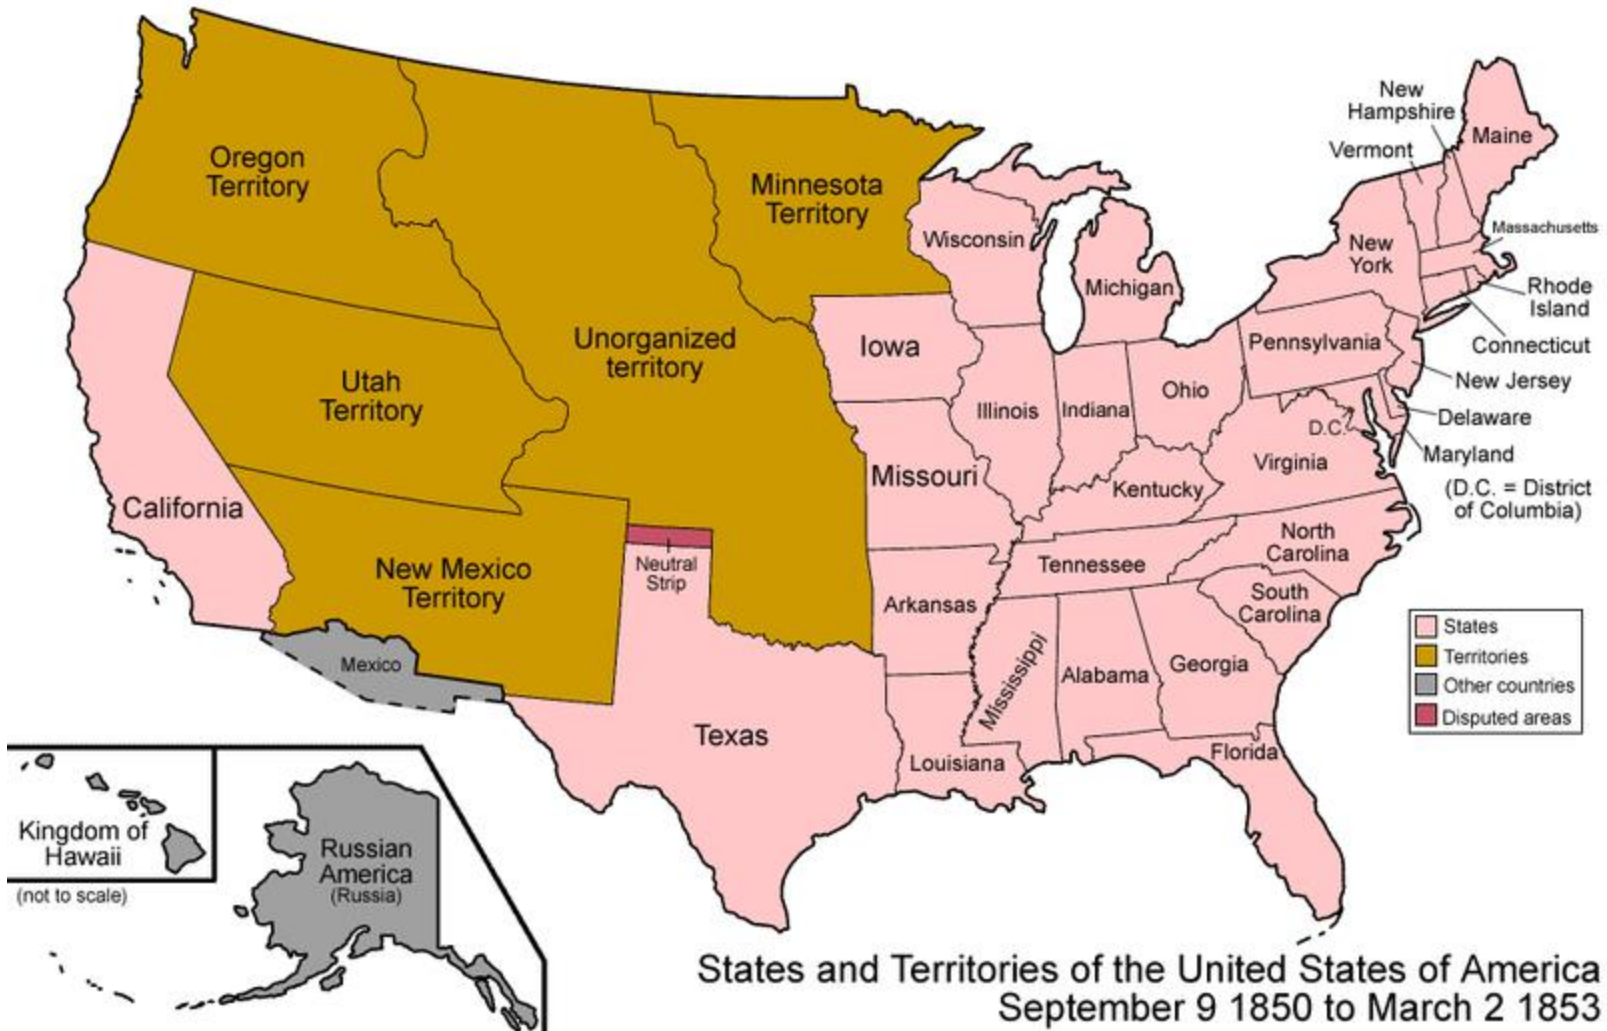 New
Hampshire
Maine
Vermont
Oregon
Territory
Minnesota
Territory
Wisconsin
Massachusetts
New
York
Michigan
Rhode
Island
Unorganized
territory
Iowa
Pennsylvania
Connecticut
Utah
Territory
New Jersey
Illinois
Indiana
Ohio
Delaware
D.C.
Maryland
Virginia
Missouri
Kentucky
(D.C. = District
of Columbia)
California
North
Carolina
Neutral
Strip
Tennessee
New Mexico
Territory
Arkansas
South
Carolina
States
Territories
Other countries
Disputed areas
Mexico
Mississippi
Alabama
Georgia
Texas
Louisiana
Florida
Kingdom of
Hawaii
(not to scale)
Russian
America
(Russia)
States and Territories of the United States of America
September 9 1850 to March 2 1853